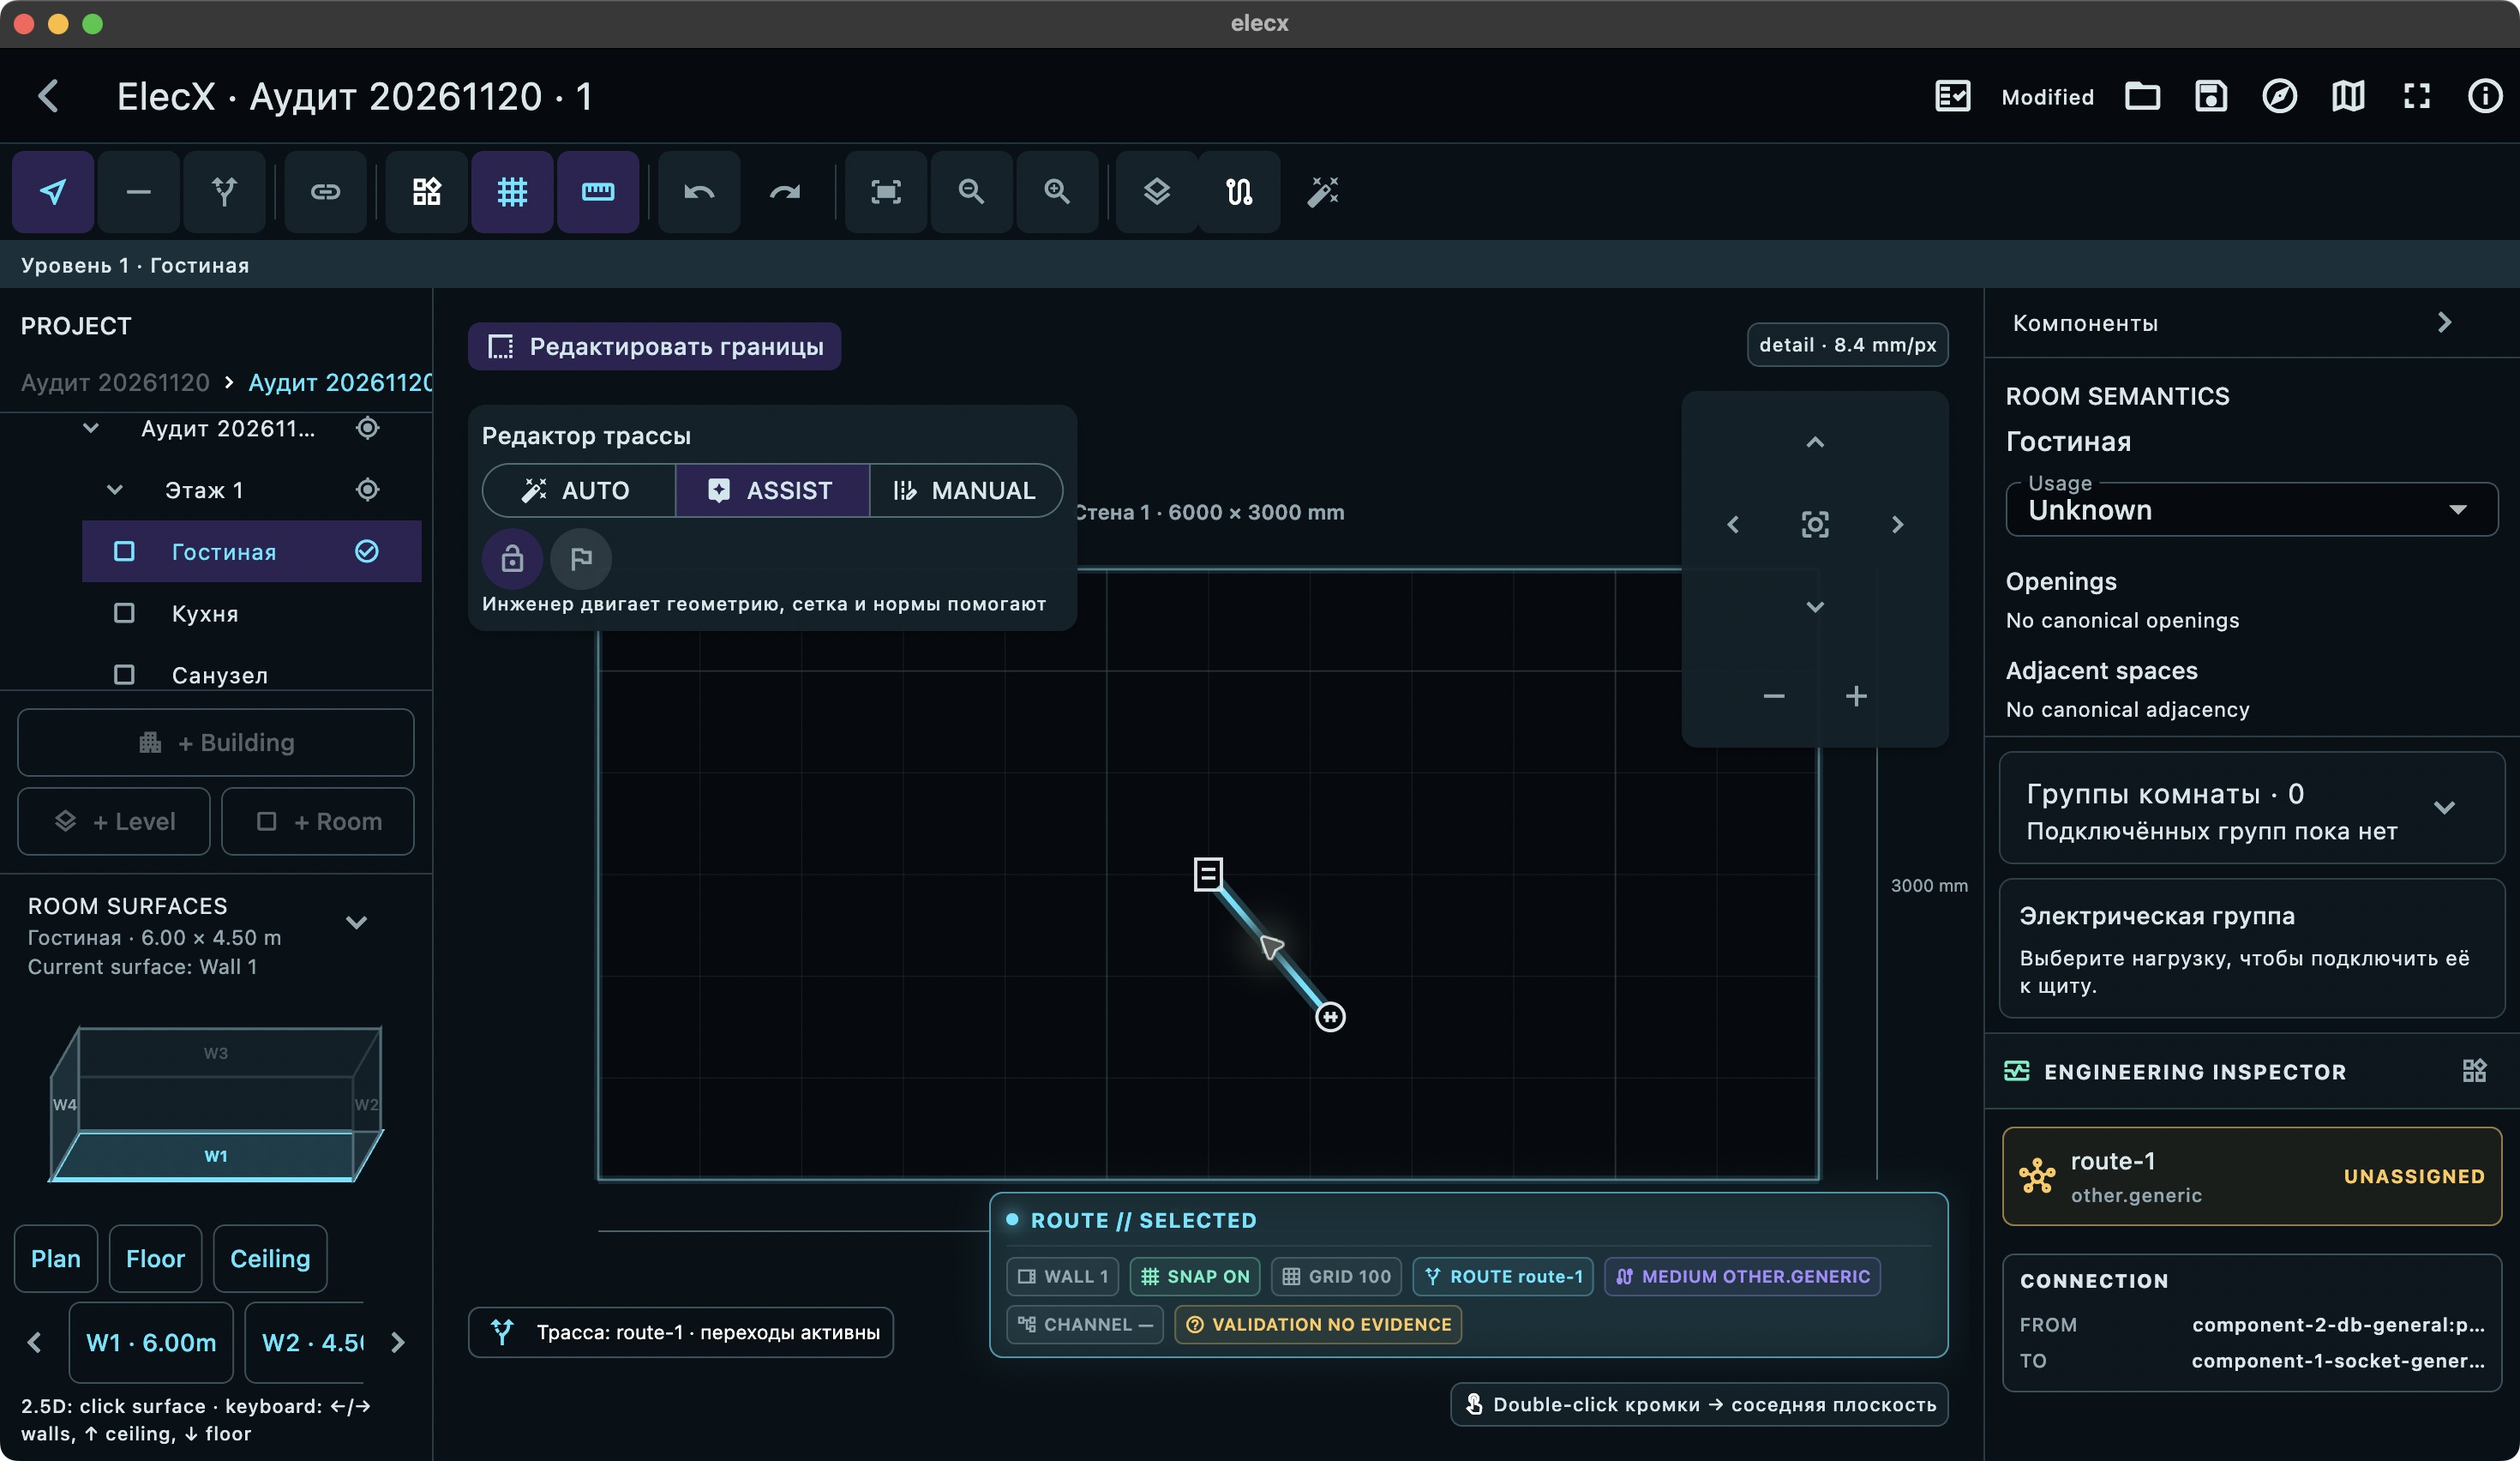 elecx
ElecX · Аудит 20261120 · 1
Modified
Уровень 1 · Гостиная
PROJECT
Аудит 20261120 › Аудит 20261120
Аудит 202611...
Этаж 1
Гостиная
Кухня
Санузел
+ Building
+ Level
+ Room
ROOM SURFACES
Гостиная · 6.00 × 4.50 m
Current surface: Wall 1
W3
W4
W2
W1
Plan
Floor
Ceiling
W1 · 6.00m
W2 · 4.5
2.5D: click surface · keyboard: ←/→
walls, ↑ ceiling, ↓ floor
Редактировать границы
detail · 8.4 mm/px
Редактор трассы
AUTO
ASSIST
MANUAL
Инженер двигает геометрию, сетка и нормы помогают
Стена 1 · 6000 × 3000 mm
3000 mm
ROUTE // SELECTED
WALL 1
SNAP ON
GRID 100
ROUTE route-1
MEDIUM OTHER.GENERIC
CHANNEL —
VALIDATION NO EVIDENCE
Трасса: route-1 · переходы активны
Double-click кромки → соседняя плоскость
Компоненты
ROOM SEMANTICS
Гостиная
Usage
Unknown
Openings
No canonical openings
Adjacent spaces
No canonical adjacency
Группы комнаты · 0
Подключённых групп пока нет
Электрическая группа
Выберите нагрузку, чтобы подключить её
к щиту.
ENGINEERING INSPECTOR
route-1
other.generic
UNASSIGNED
CONNECTION
FROM component-2-db-general:p...
TO component-1-socket-gener...